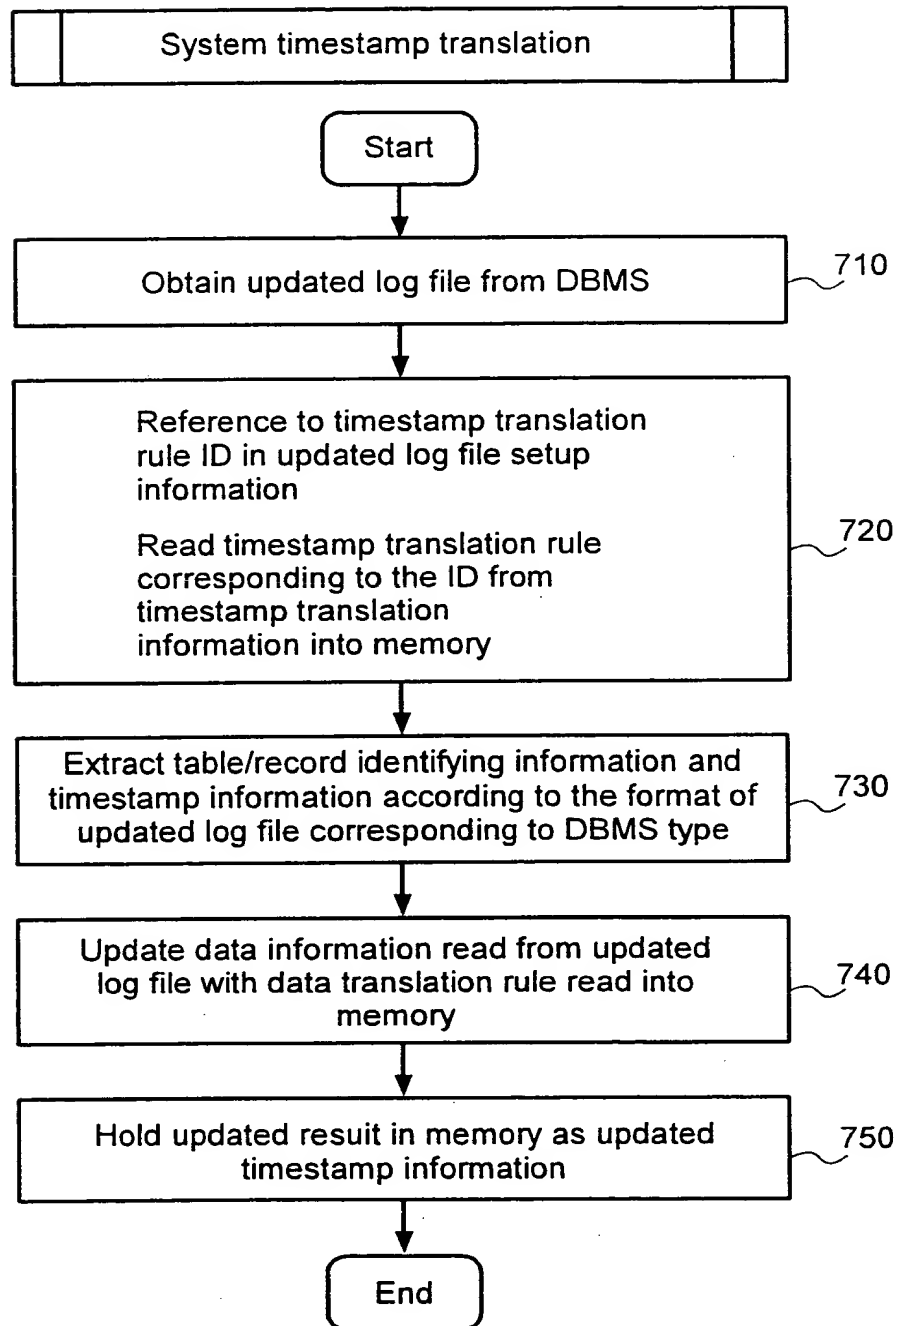 System timestamp translation
Start
Obtain updated log file from DBMS
710
Reference to timestamp translation
rule ID in updated log file setup
information
Read timestamp translation rule
corresponding to the ID from
timestamp translation
information into memory
720
Extract table/record identifying information and
timestamp information according to the format of
updated log file corresponding to DBMS type
730
Update data information read from updated
log file with data translation rule read into
memory
740
Hold updated result in memory as updated
timestamp information
750
End